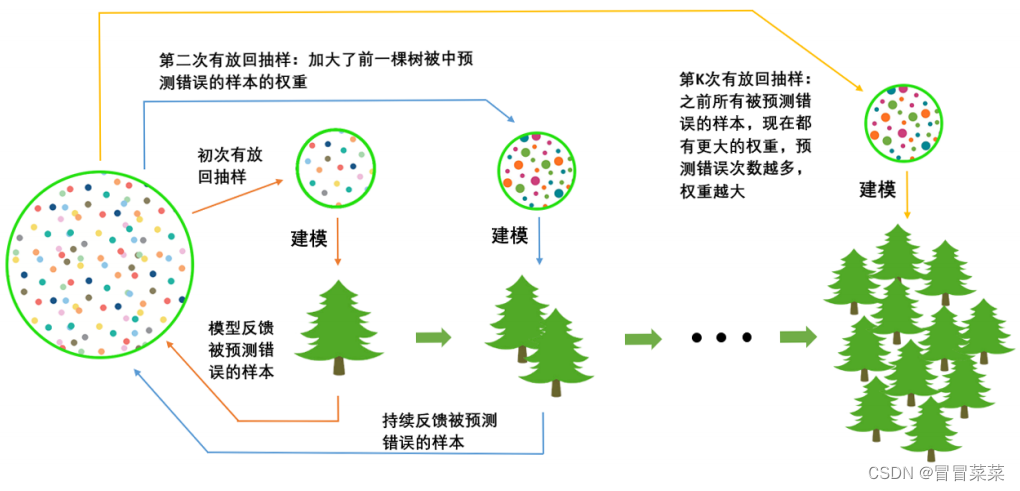 第二次有放回抽样：加大了前一棵树被中预
测错误的样本的权重
第K次有放回抽样：
之前所有被预测错
误的样本，现在都
有更大的权重，预
测错误次数越多，
权重越大
初次有放
回抽样
建模
建模
建模
模型反馈
被预测错
误的样本
持续反馈被预测
错误的样本
CSDN @冒冒菜菜